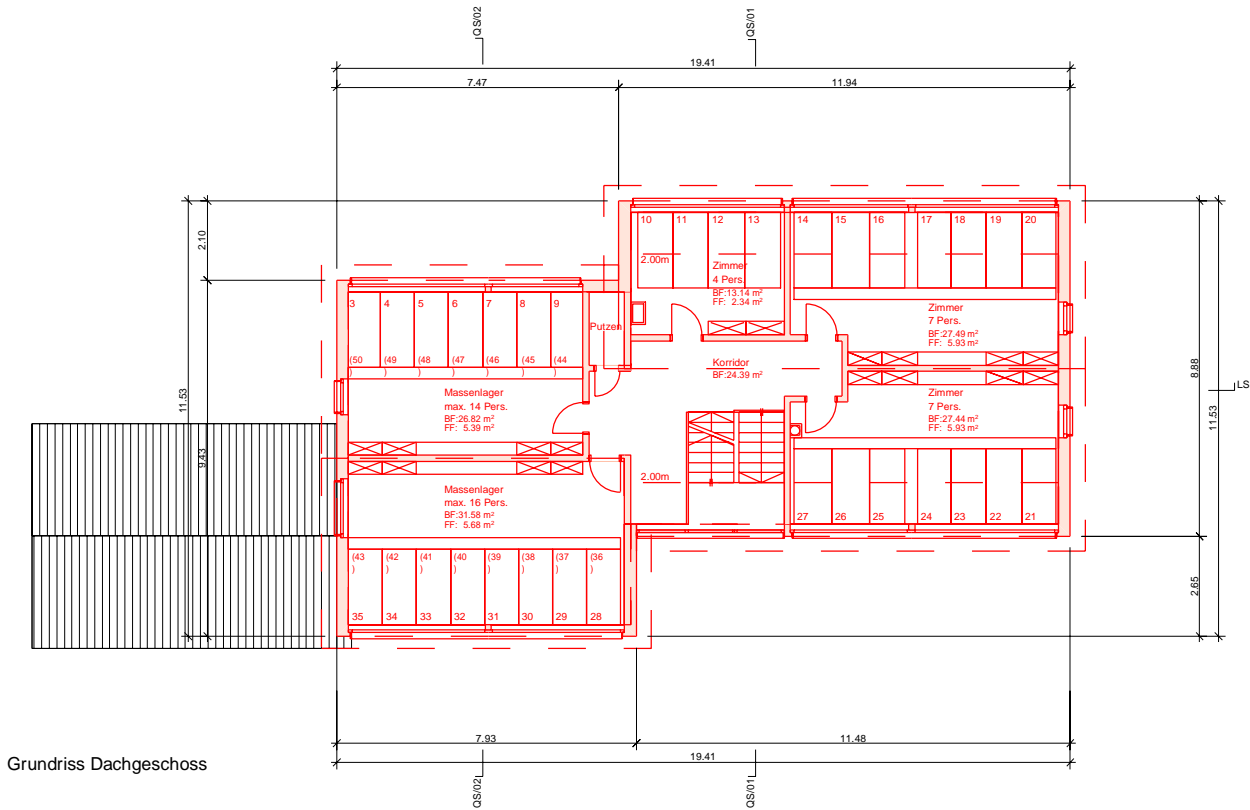 QS/02
QS/01
19.41
7.47
11.94
10
11
12
13
14
15
16
17
18
19
20
2.10
2.00m
Zimmer
4 Pers.
BF:13.14 m²
FF: 2.34 m²
3
4
5
6
7
8
9
Putzen
Zimmer
7 Pers.
BF:27.49 m²
FF: 5.93 m²
(50
)
(49
)
(48
)
(47
)
(46
)
(45
)
(44
)
Korridor
BF:24.39 m²
8.88
LS
Massenlager
max. 14 Pers.
BF:26.82 m²
FF: 5.39 m²
Zimmer
7 Pers.
BF:27.44 m²
FF: 5.93 m²
11.53
11.53
9.43
2.00m
Massenlager
max. 16 Pers.
BF:31.58 m²
FF: 5.68 m²
27
26
25
24
23
22
21
(43
)
(42
)
(41
)
(40
)
(39
)
(38
)
(37
)
(36
)
2.65
35
34
33
32
31
30
29
28
7.93
11.48
19.41
Grundriss Dachgeschoss
QS/02
QS/01